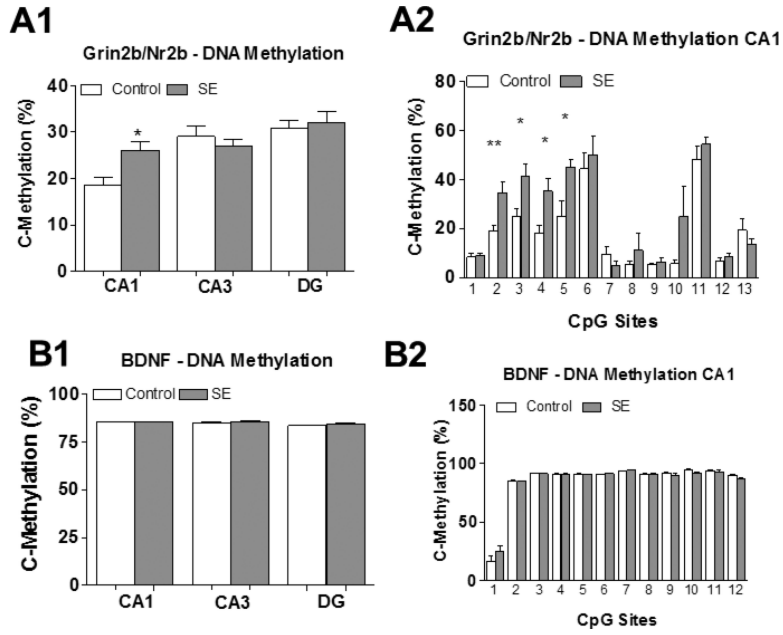 A1
Grin2b/Nr2b - DNA Methylation
Control SE
C-Methylation (%)
40
30
20
10
0
*
CA1 CA3 DG
A2
Grin2b/Nr2b - DNA Methylation CA1
Control SE
C-Methylation (%)
80
60
40
20
0
** * * *
1 2 3 4 5 6 7 8 9 10 11 12 13
CpG Sites
B1
BDNF - DNA Methylation
Control SE
C-Methylation (%)
100
75
50
25
0
CA1 CA3 DG
B2
BDNF - DNA Methylation CA1
Control SE
C-Methylation (%)
150
100
50
0
1 2 3 4 5 6 7 8 9 10 11 12
CpG Sites